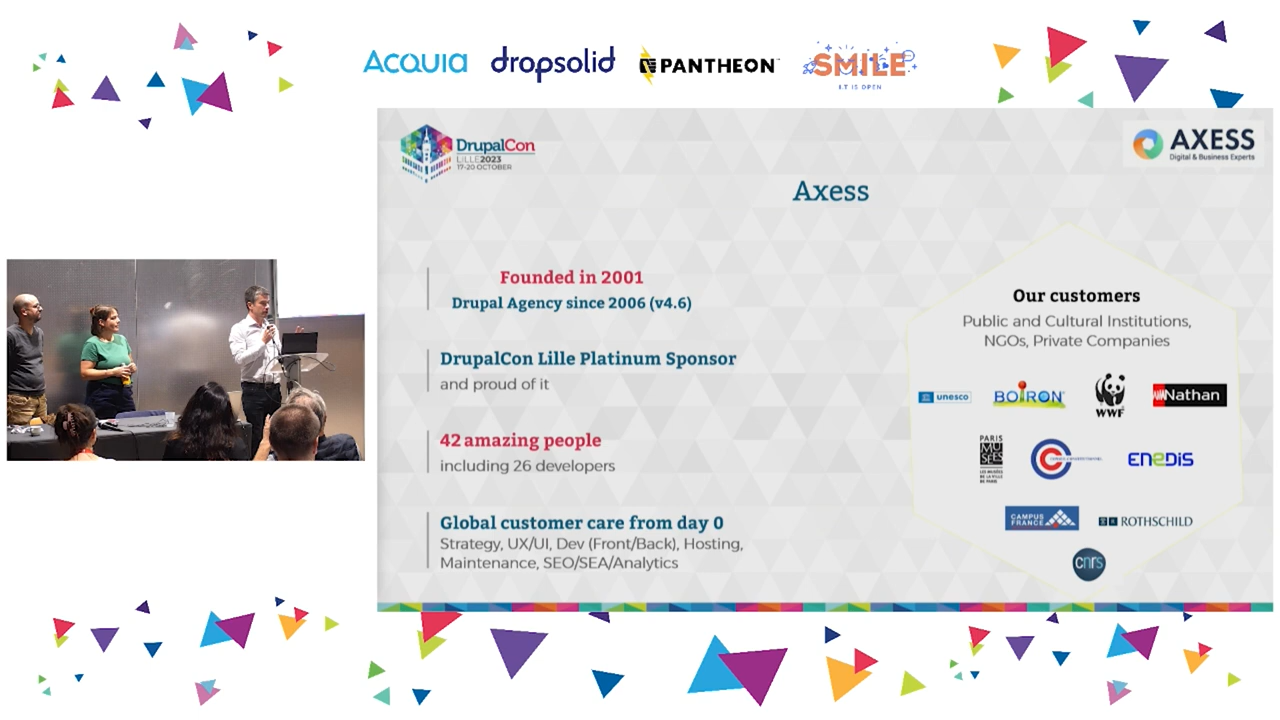 ACQUIA
dropsolid
PANTHEON
SMILE
I.T IS OPEN
DrupalCon
LILLE2023
17-20 OCTOBER
AXESS
Digital & Business Experts
Axess
Founded in 2001
Drupal Agency since 2006 (v4.6)
DrupalCon Lille Platinum Sponsor
and proud of it
42 amazing people
including 26 developers
Global customer care from day 0
Strategy, UX/UI, Dev (Front/Back), Hosting,
Maintenance, SEO/SEA/Analytics
Our customers
Public and Cultural Institutions,
NGOs, Private Companies
unesco
BOIRON
WWF
Nathan
PARIS
MUSÉES
LES MUSÉES
DE LA VILLE
DE PARIS
ENEDIS
CAMPUS
FRANCE
ROTHSCHILD
cnrs